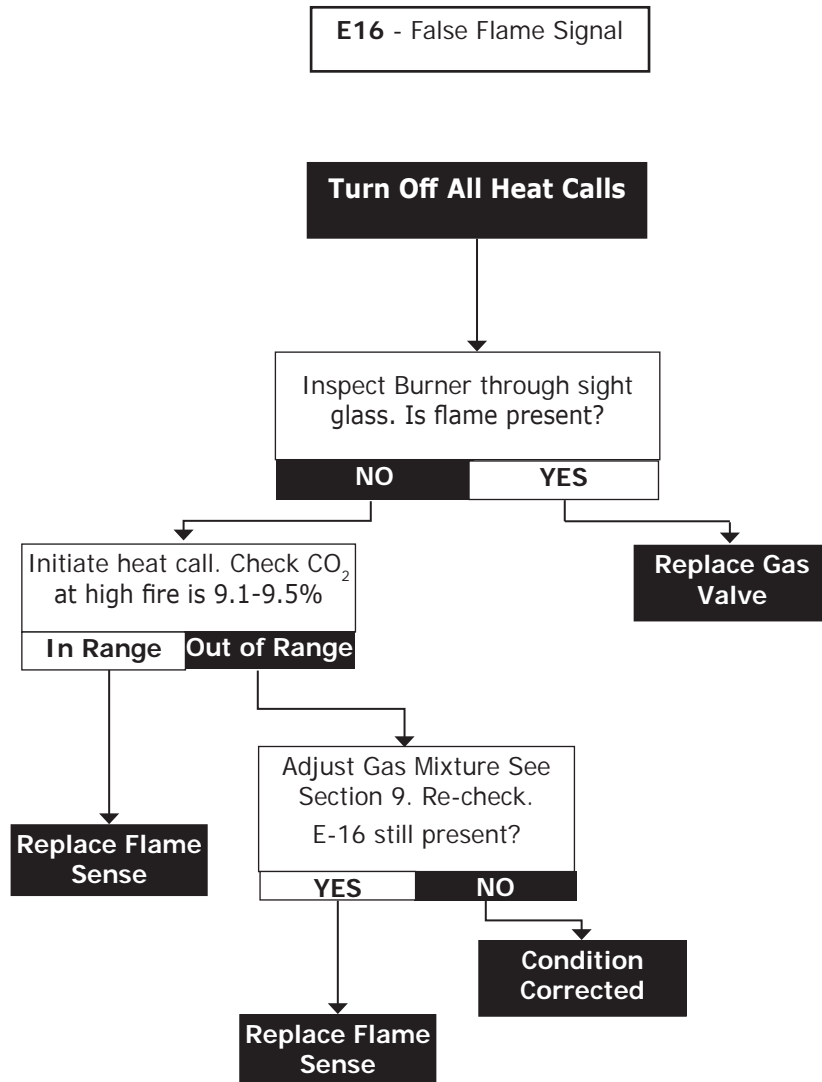 E16 - False Flame Signal
Turn Off All Heat Calls
Inspect Burner through sight
glass. Is flame present?
NO
YES
Initiate heat call. Check CO₂
at high fire is 9.1-9.5%
In Range
Out of Range
Replace Gas
Valve
Adjust Gas Mixture See
Section 9. Re-check.
E-16 still present?
YES
NO
Replace Flame
Sense
Condition
Corrected
Replace Flame
Sense